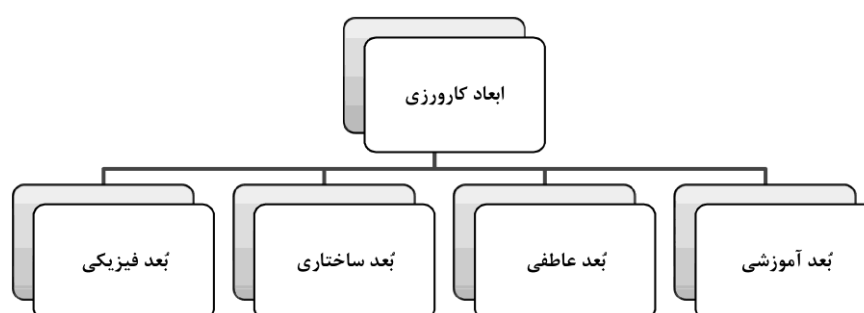 ابعاد کارورزی
بُعد آموزشی
بُعد عاطفی
بُعد ساختاری
بُعد فیزیکی